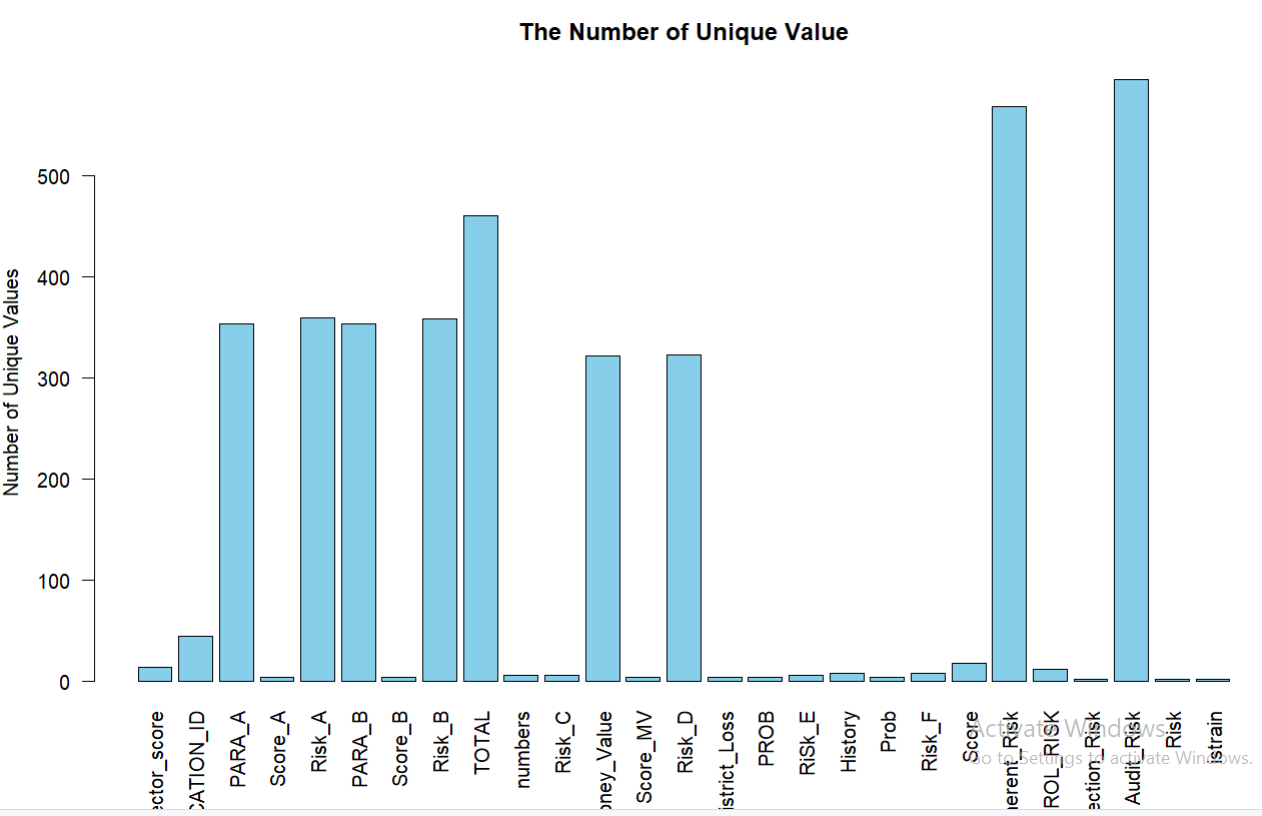 The Number of Unique Value
Number of Unique Values
500
400
300
200
100
0
ector_score
CATION_ID
PARA_A
Score_A
Risk_A
PARA_B
Score_B
Risk_B
TOTAL
numbers
Risk_C
oney_Value
Score_MV
Risk_D
istrict_Loss
PROB
RiSk_E
History
Prob
Risk_F
Score
herent_Risk
ROL_RISK
ection_Risk
Audit_Risk
Risk
istrain
Activate Windows
Go to Settings to activate Windows.